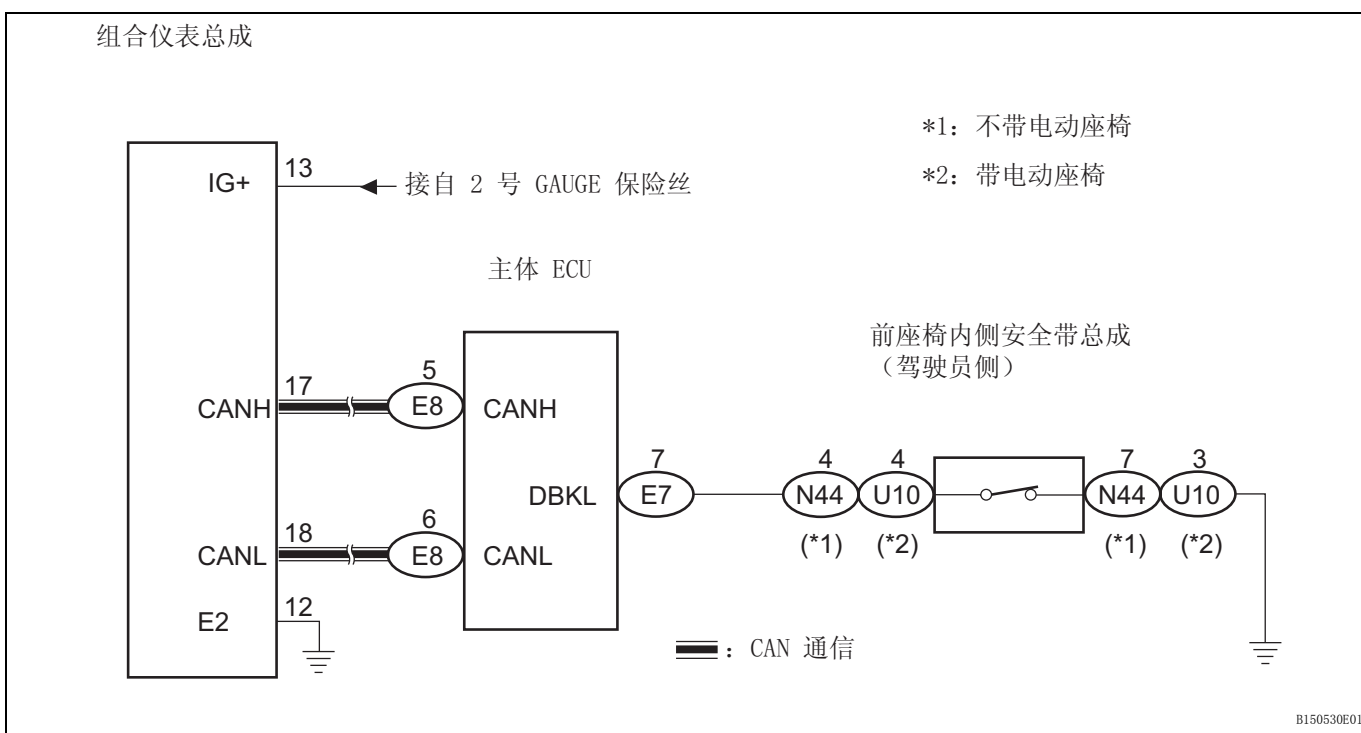 组合仪表总成
*1: 不带电动座椅
*2: 带电动座椅
IG+
13
接自 2 号 GAUGE 保险丝
主体 ECU
前座椅内侧安全带总成
（驾驶员侧）
CANH
17
5
E8
CANH
DBKL
7
E7
4
N44
(*1)
4
U10
(*2)
7
N44
(*1)
3
U10
(*2)
CANL
18
6
E8
CANL
E2
12
: CAN 通信
B150530E01